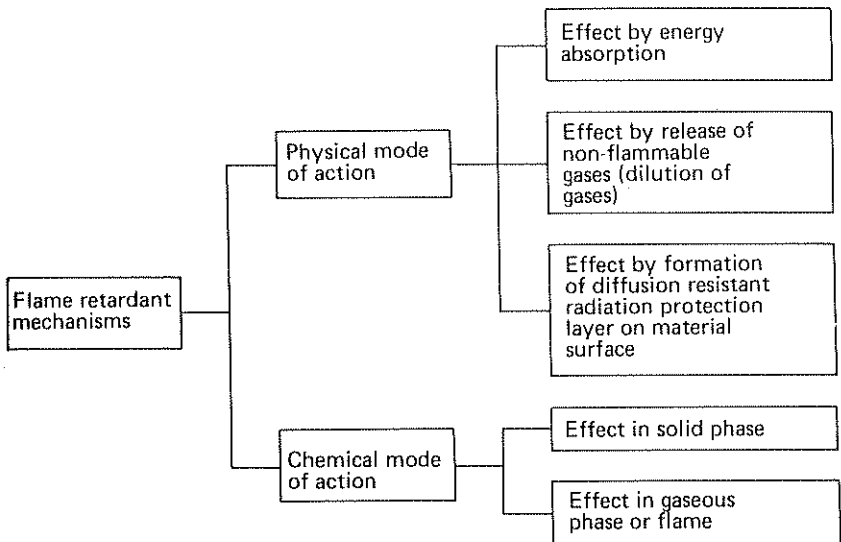 Effect by energy
absorption
Physical mode
of action
Effect by release of
non-flammable
gases (dilution of
gases)
Effect by formation
of diffusion resistant
radiation protection
layer on material
surface
Flame retardant
mechanisms
Chemical mode
of action
Effect in solid phase
Effect in gaseous
phase or flame